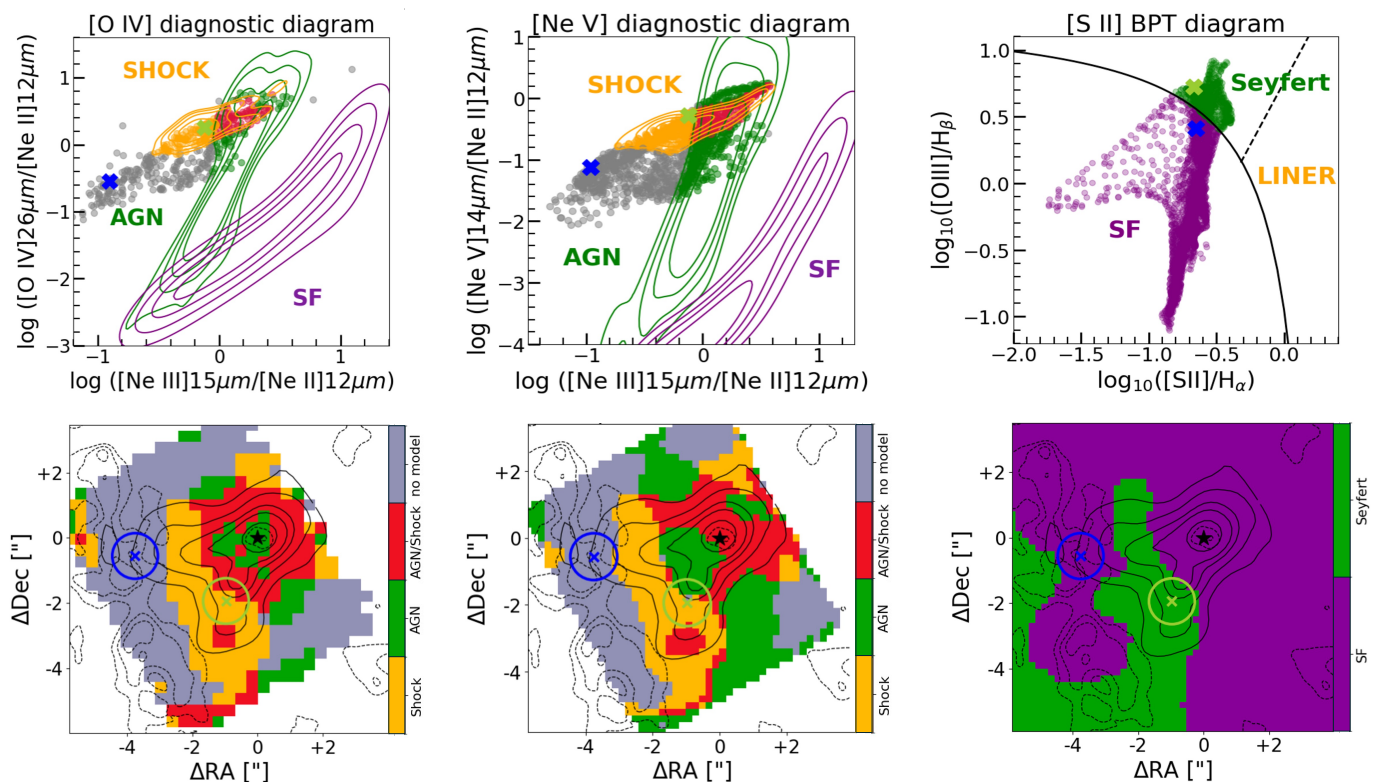 [O IV] diagnostic diagram
SHOCK
AGN
SF
log ([O IV]26μm/[Ne II]12μm)
1
0
−1
−2
−3
−1
0
1
log ([Ne III]15μm/[Ne II]12μm)
[Ne V] diagnostic diagram
SHOCK
AGN
SF
log ([Ne V]14μm/[Ne II]12μm)
1
0
−1
−2
−3
−4
−1
0
1
log ([Ne III]15μm/[Ne II]12μm)
[S II] BPT diagram
Seyfert
LINER
SF
log10([OIII]/Hβ)
1.0
0.5
0.0
−0.5
−1.0
−2.0
−1.5
−1.0
−0.5
0.0
log10([SII]/Hα)
ΔDec ["]
+2
0
-2
-4
-4
-2
0
+2
ΔRA ["]
no model
AGN/Shock
AGN
Shock
ΔDec ["]
+2
0
-2
-4
-4
-2
0
+2
ΔRA ["]
no model
AGN/Shock
AGN
Shock
ΔDec ["]
+2
0
-2
-4
-4
-2
0
+2
ΔRA ["]
Seyfert
SF